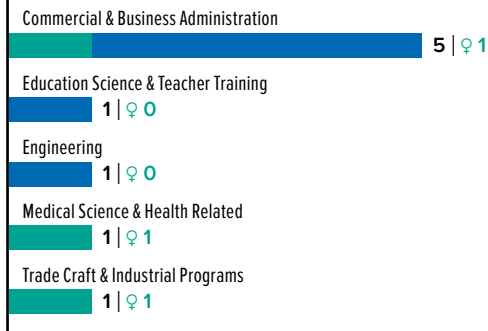 Commercial & Business Administration
5 | ♀ 1
Education Science & Teacher Training
1 | ♀ 0
Engineering
1 | ♀ 0
Medical Science & Health Related
1 | ♀ 1
Trade Craft & Industrial Programs
1 | ♀ 1